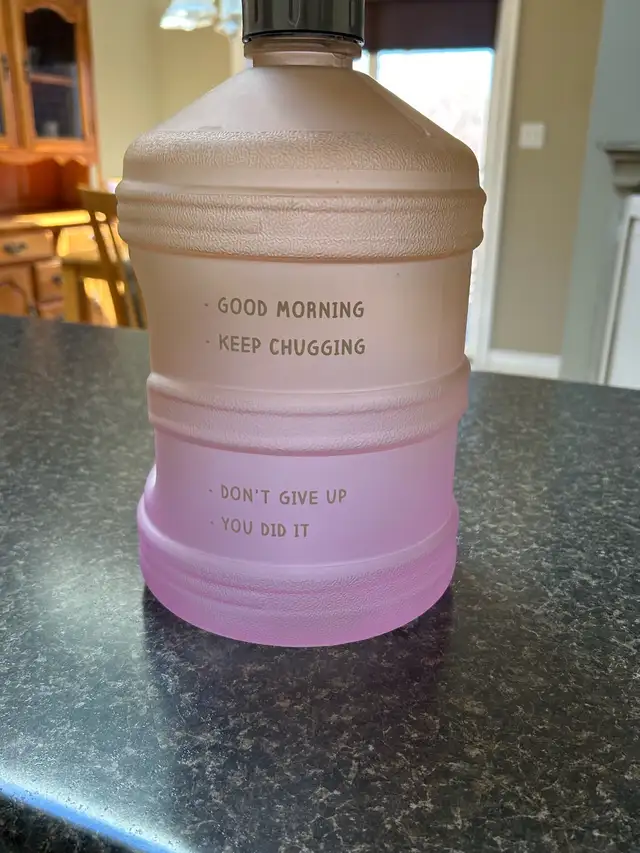 · GOOD MORNING
· KEEP CHUGGING
· DON'T GIVE UP
· YOU DID IT